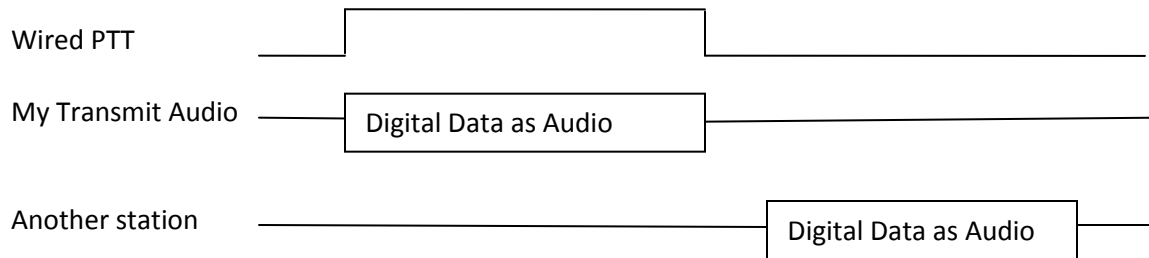 Wired PTT
My Transmit Audio
Digital Data as Audio
Another station
Digital Data as Audio